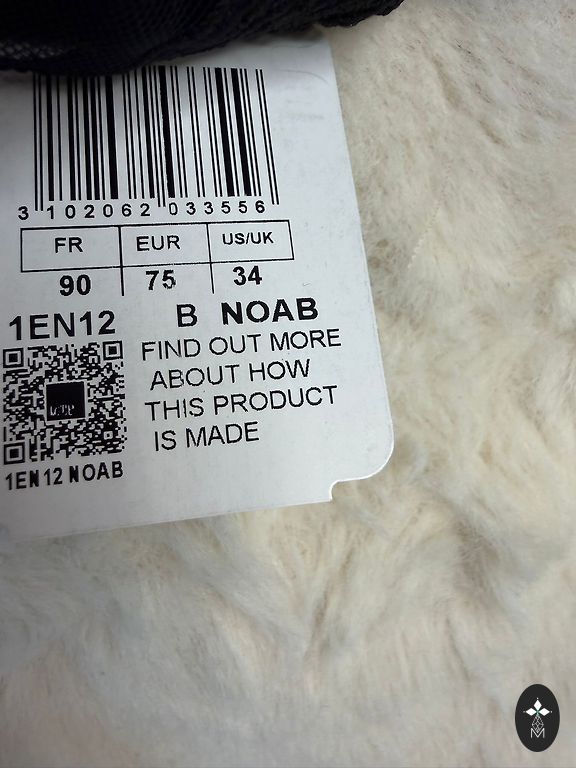 3 102062 033556
FR EUR US/UK
90 75 34
1EN12 B NOAB
FIND OUT MORE
ABOUT HOW
THIS PRODUCT
IS MADE
1EN12 NOAB